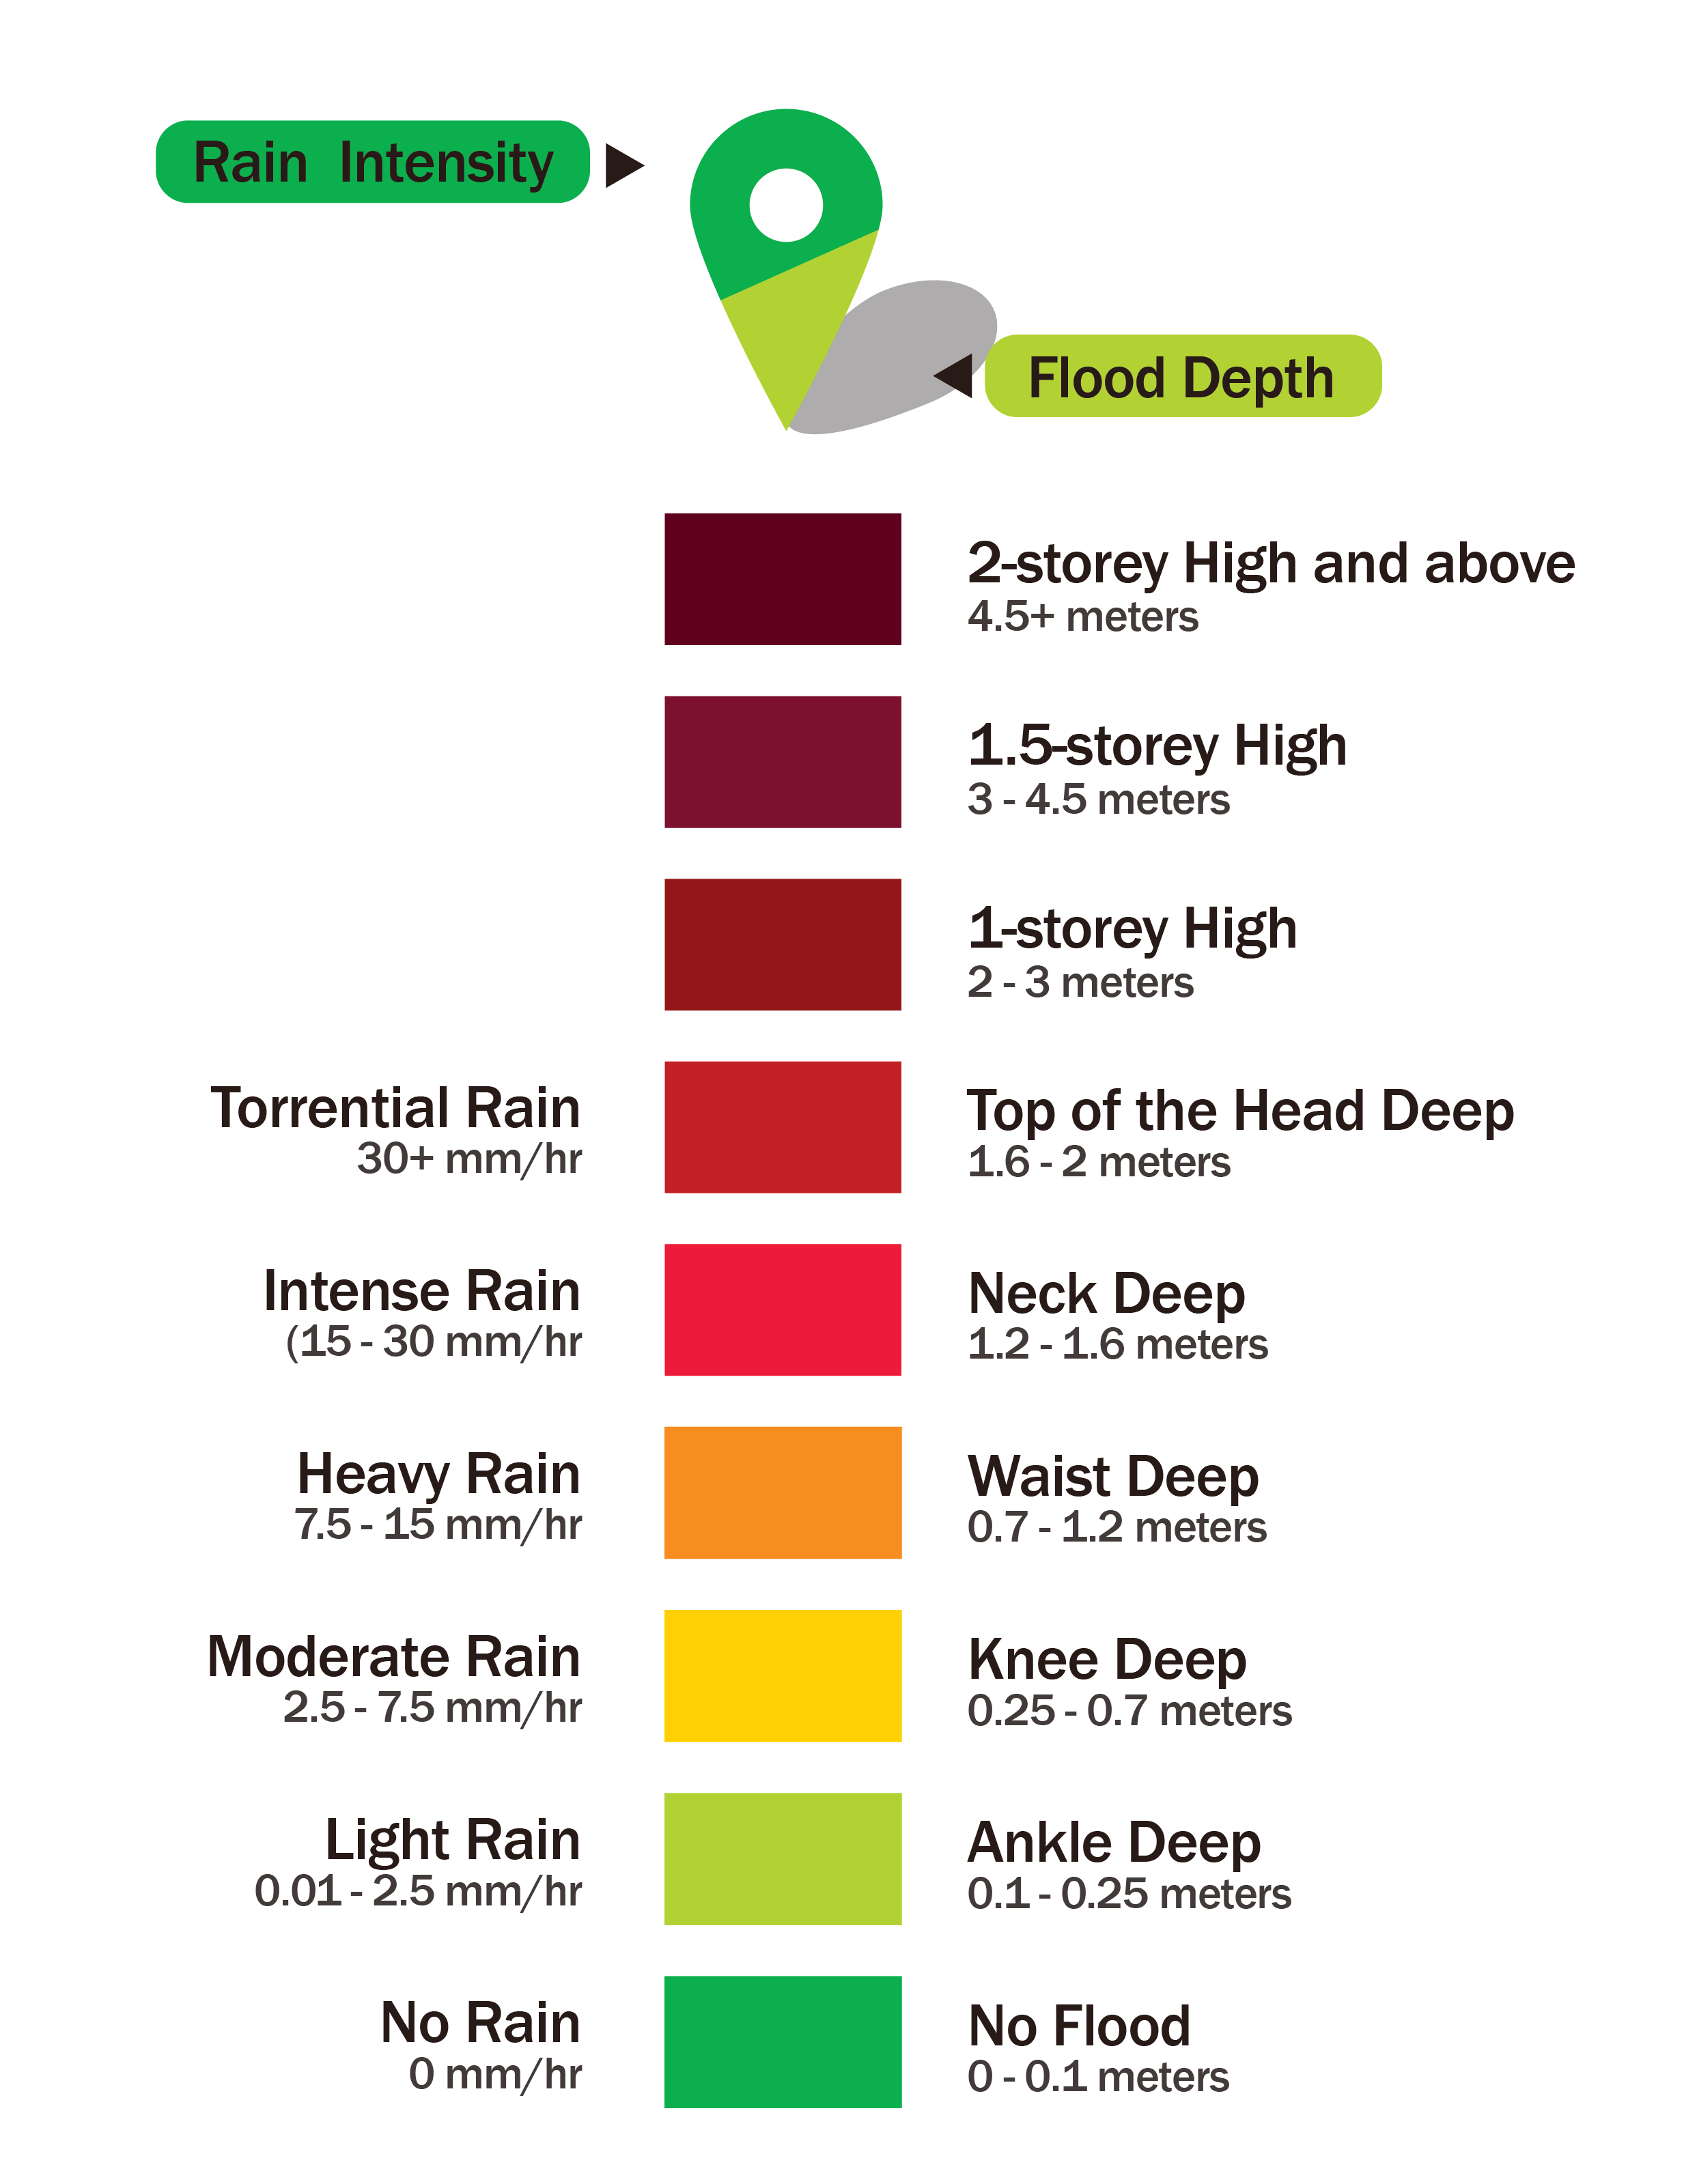 Rain Intensity
Flood Depth
2-storey High and above
4.5+ meters
1.5-storey High
3 - 4.5 meters
1-storey High
2 - 3 meters
Torrential Rain
30+ mm/hr
Top of the Head Deep
1.6 - 2 meters
Intense Rain
(15 - 30 mm/hr
Neck Deep
1.2 - 1.6 meters
Heavy Rain
7.5 - 15 mm/hr
Waist Deep
0.7 - 1.2 meters
Moderate Rain
2.5 - 7.5 mm/hr
Knee Deep
0.25 - 0.7 meters
Light Rain
0.01 - 2.5 mm/hr
Ankle Deep
0.1 - 0.25 meters
No Rain
0 mm/hr
No Flood
0 - 0.1 meters